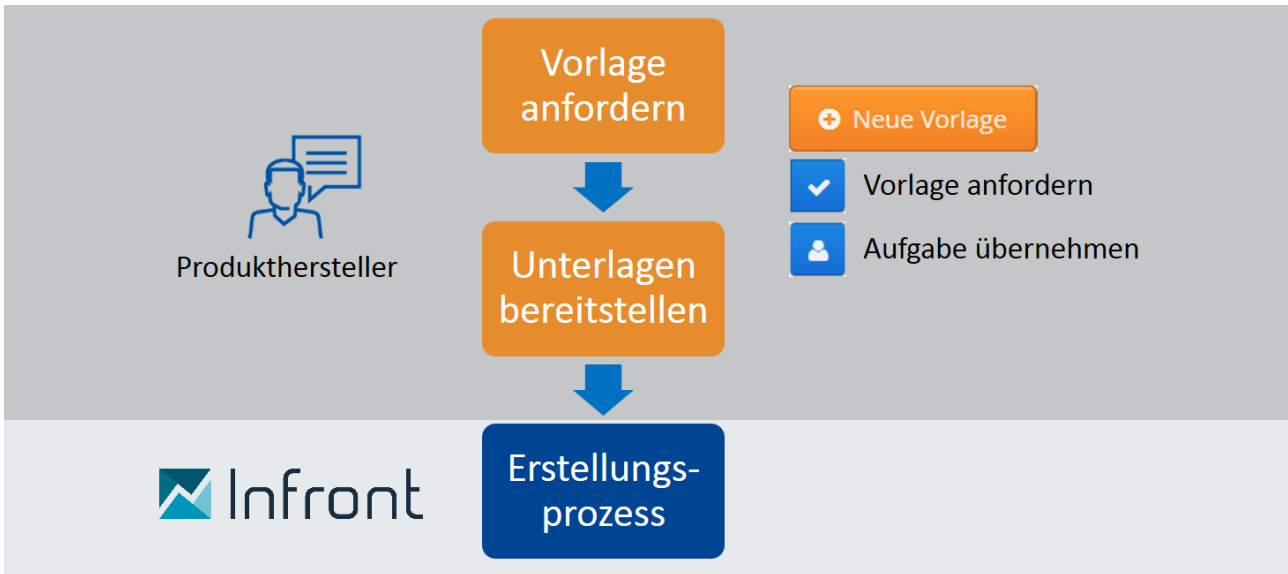 Vorlage
anfordern
Neue Vorlage
Vorlage anfordern
Aufgabe übernehmen
Produkthersteller
Unterlagen
bereitstellen
Infront
Erstellungs-
prozess